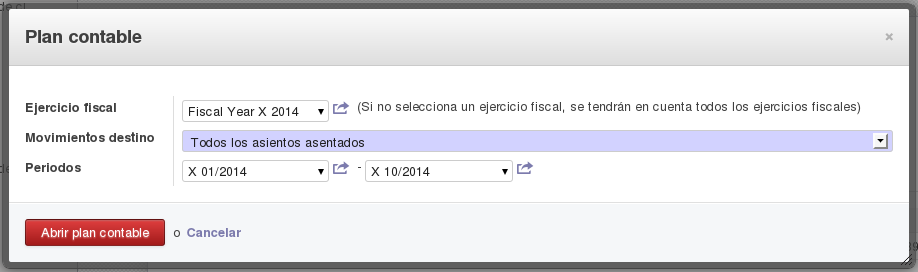 Plan contable
Ejercicio fiscal Fiscal Year X 2014 (Si no selecciona un ejercicio fiscal, se tendrán en cuenta todos los ejercicios fiscales)
Movimientos destino Todos los asientos asentados
Periodos X 01/2014 - X 10/2014
Abrir plan contable o Cancelar